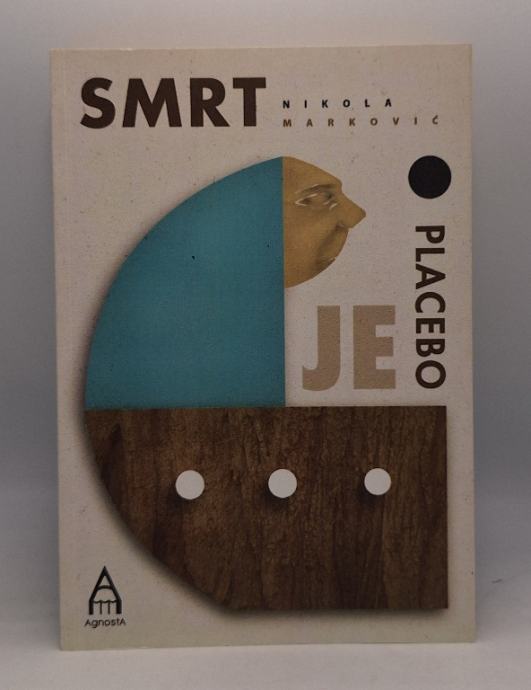 SMRT
NIKOLA
MARKOVIĆ
JE
PLACEBO
AgnostA